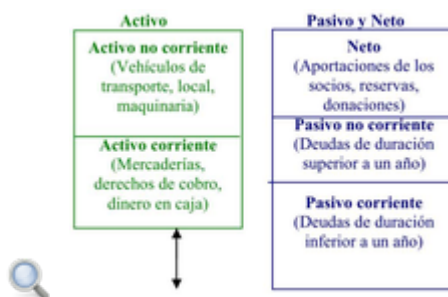 Activo
Activo no corriente
(Vehículos de
transporte, local,
maquinaria)
Activo corriente
(Mercaderías,
derechos de cobro,
dinero en caja)
Pasivo y Neto
Neto
(Aportaciones de los
socios, reservas,
donaciones)
Pasivo no corriente
(Deudas de duración
superior a un año)
Pasivo corriente
(Deudas de duración
inferior a un año)